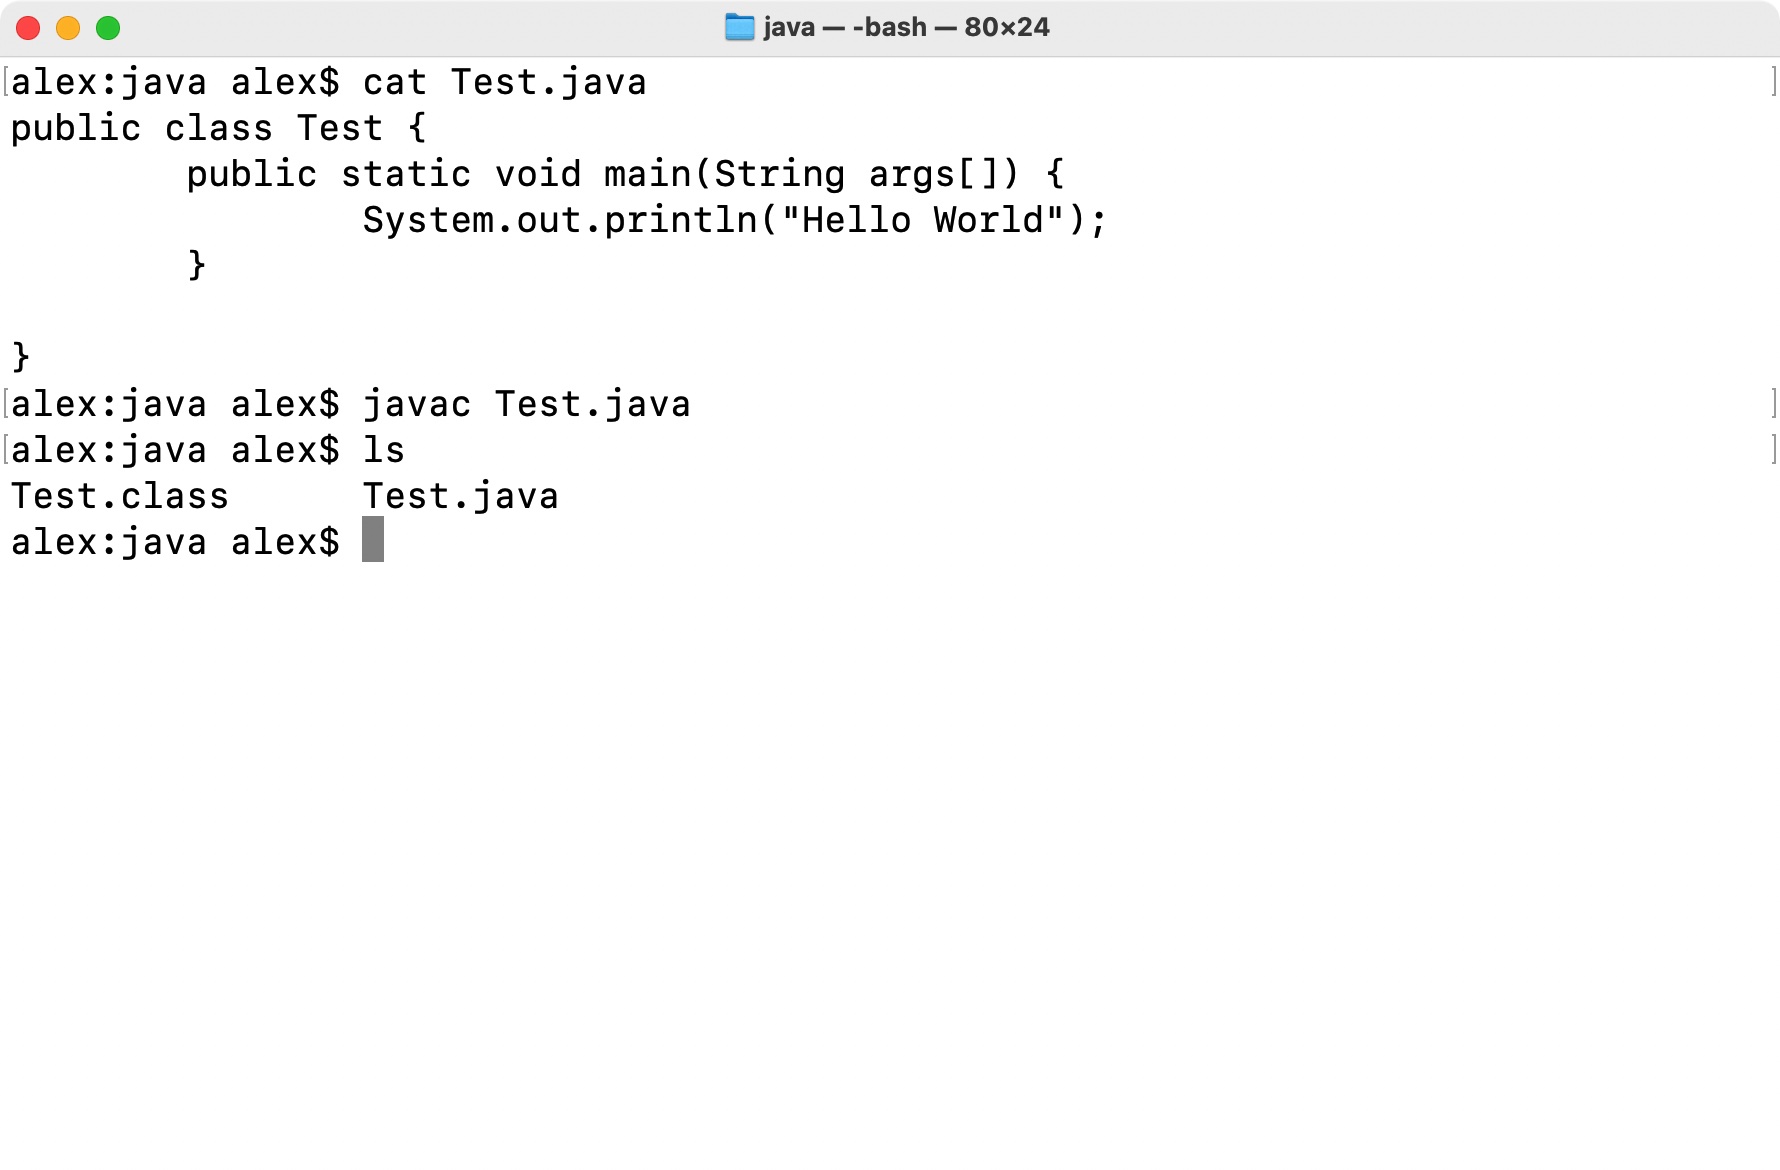 java — -bash — 80×24
[alex:java alex$ cat Test.java ]
public class Test {
        public static void main(String args[]) {
                System.out.println("Hello World");
        }

}
[alex:java alex$ javac Test.java ]
[alex:java alex$ ls ]
Test.class      Test.java
alex:java alex$